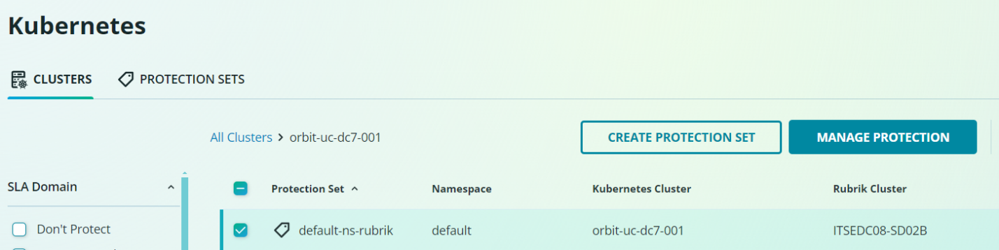 Kubernetes
CLUSTERS PROTECTION SETS
All Clusters > orbit-uc-dc7-001 CREATE PROTECTION SET MANAGE PROTECTION
SLA Domain
Protection Set Namespace Kubernetes Cluster Rubrik Cluster
Don't Protect
default-ns-rubrik default orbit-uc-dc7-001 ITSEDC08-SD02B